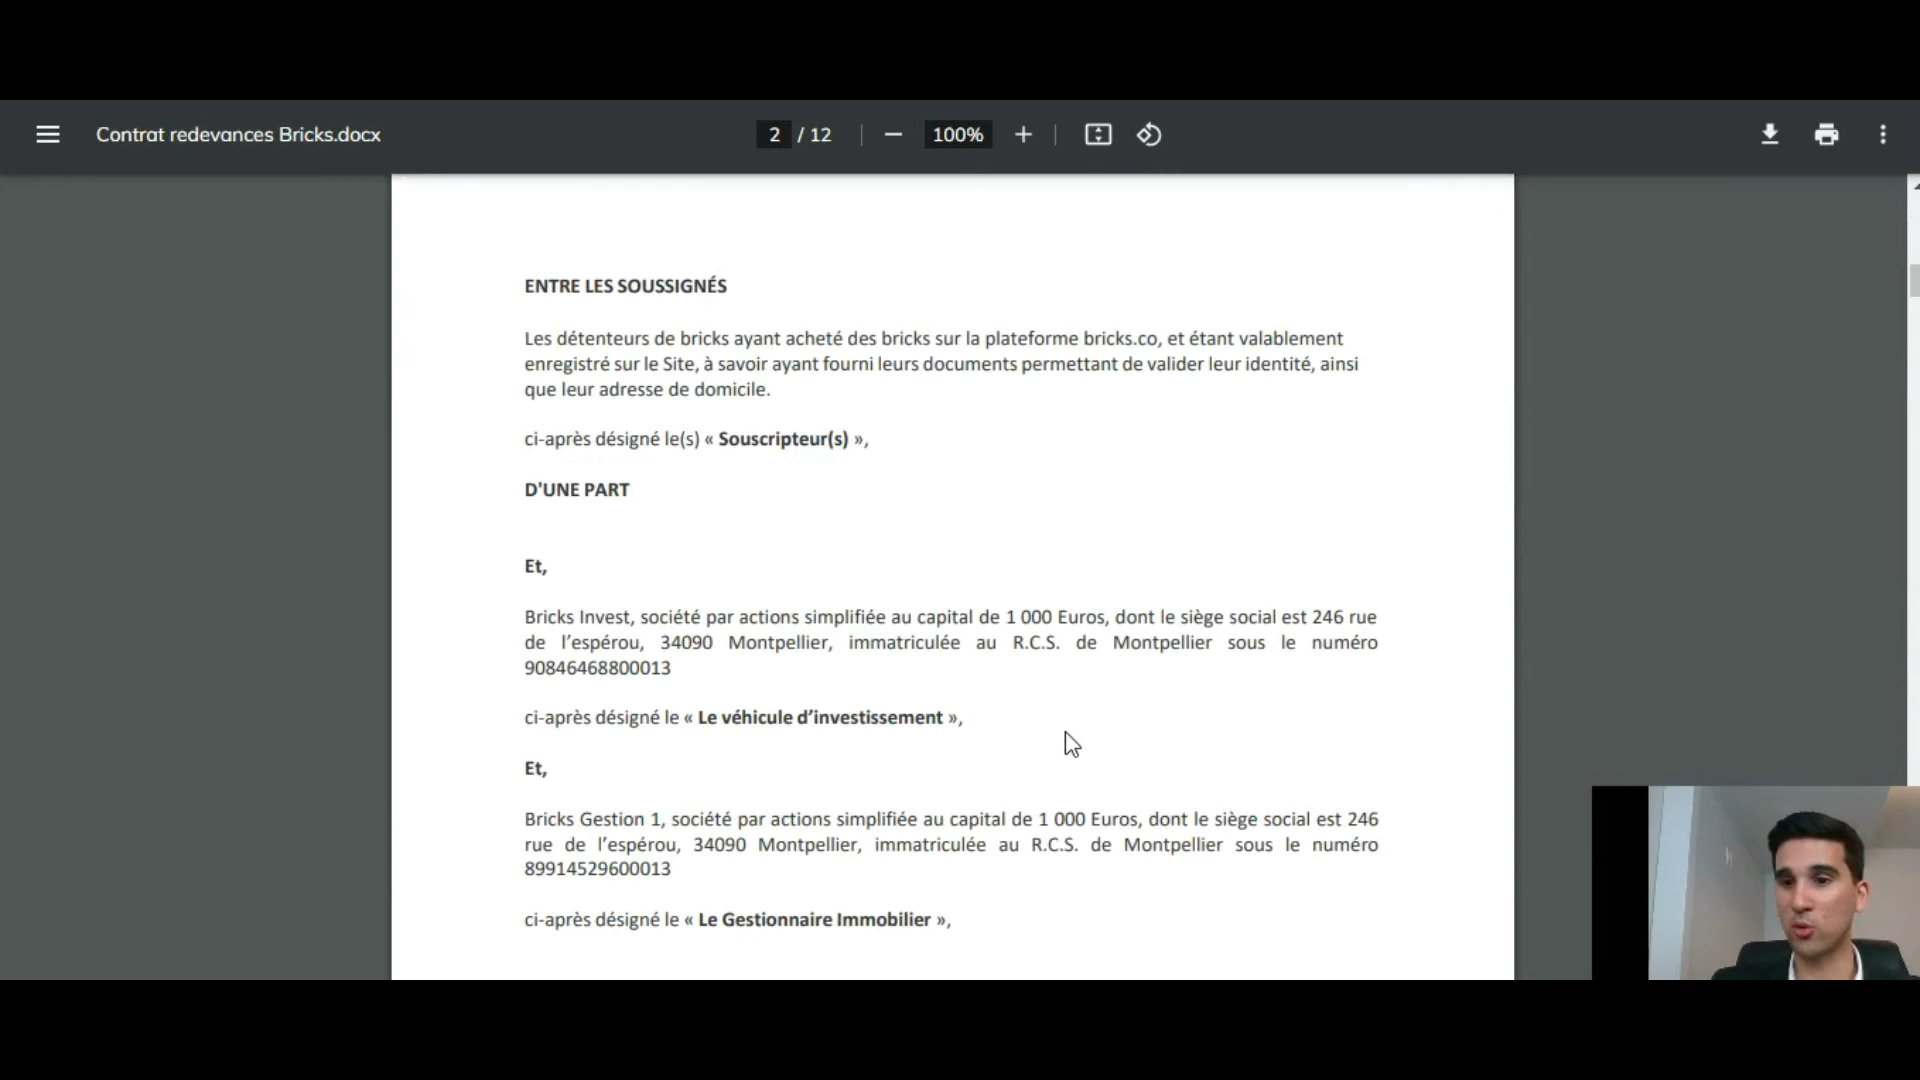 Contrat redevances Bricks.docx
2 / 12
100%
ENTRE LES SOUSSIGNÉS
Les détenteurs de bricks ayant acheté des bricks sur la plateforme bricks.co, et étant valablement
enregistré sur le Site, à savoir ayant fourni leurs documents permettant de valider leur identité, ainsi
que leur adresse de domicile.
ci-après désigné le(s) « Souscripteur(s) »,
D'UNE PART
Et,
Bricks Invest, société par actions simplifiée au capital de 1 000 Euros, dont le siège social est 246 rue
de l’espérou, 34090 Montpellier, immatriculée au R.C.S. de Montpellier sous le numéro
90846468800013
ci-après désigné le « Le véhicule d’investissement »,
Et,
Bricks Gestion 1, société par actions simplifiée au capital de 1 000 Euros, dont le siège social est 246
rue de l’espérou, 34090 Montpellier, immatriculée au R.C.S. de Montpellier sous le numéro
89914529600013
ci-après désigné le « Le Gestionnaire Immobilier »,